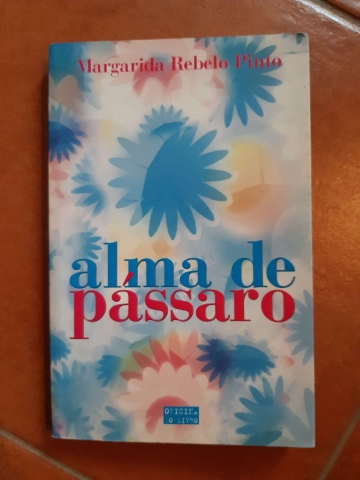 Margarida Rebelo Pinto
alma de
pássaro
OFICINA
DO LIVRO